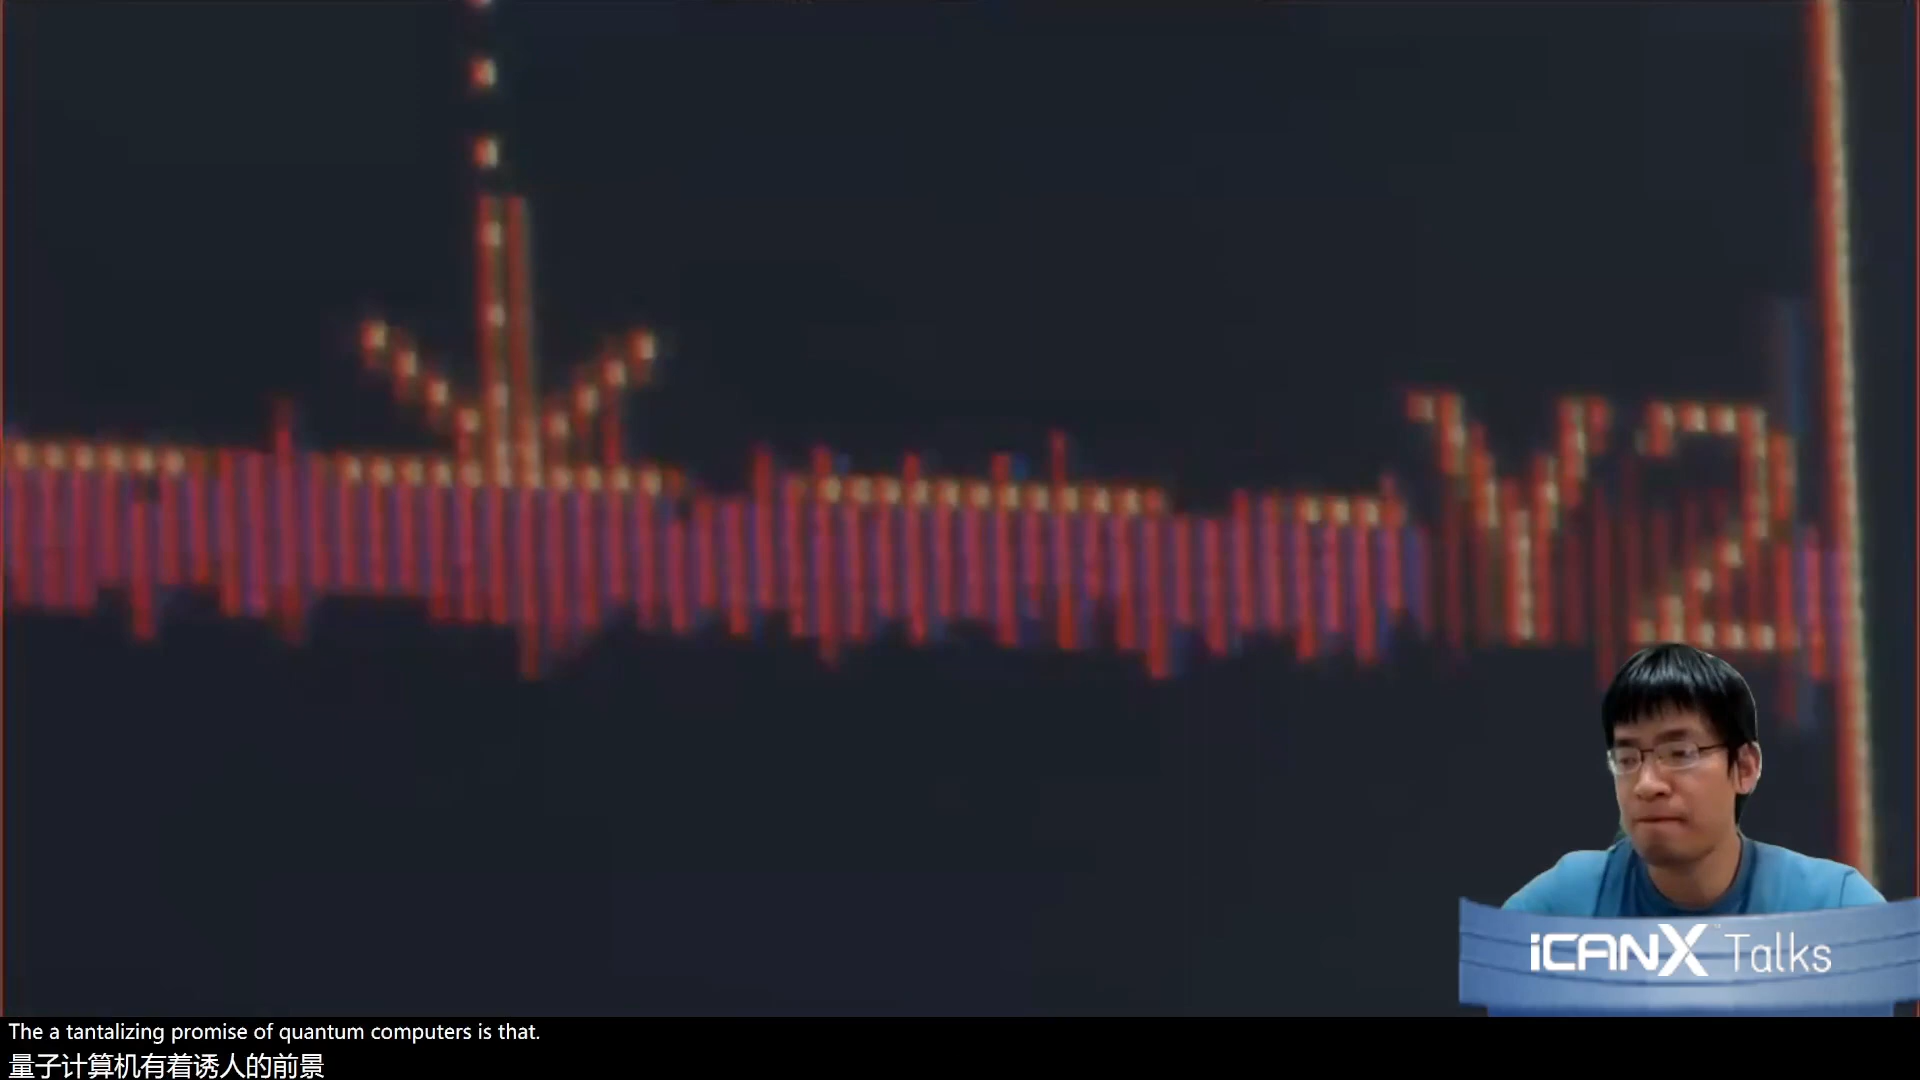 Y2
iCANX Talks
The a tantalizing promise of quantum computers is that.
量子计算机有着诱人的前景